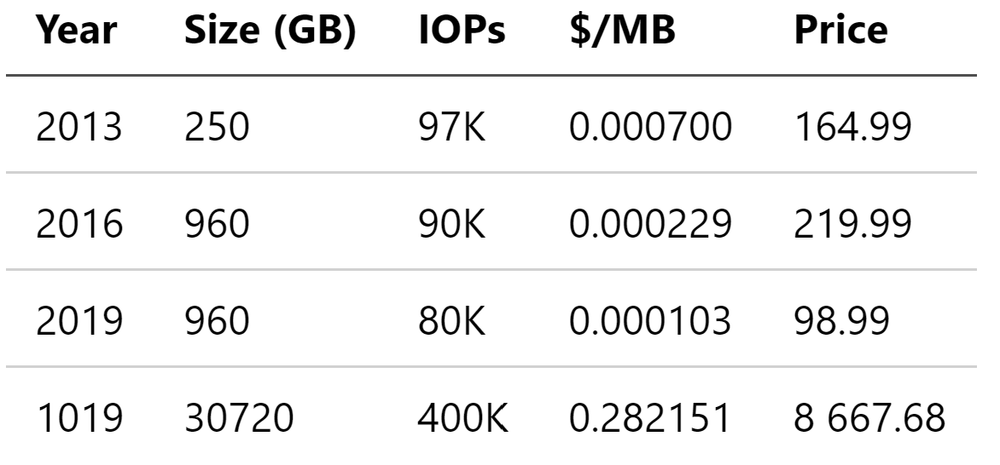 Year Size (GB) IOPs $/MB Price
2013 250 97K 0.000700 164.99
2016 960 90K 0.000229 219.99
2019 960 80K 0.000103 98.99
1019 30720 400K 0.282151 8 667.68